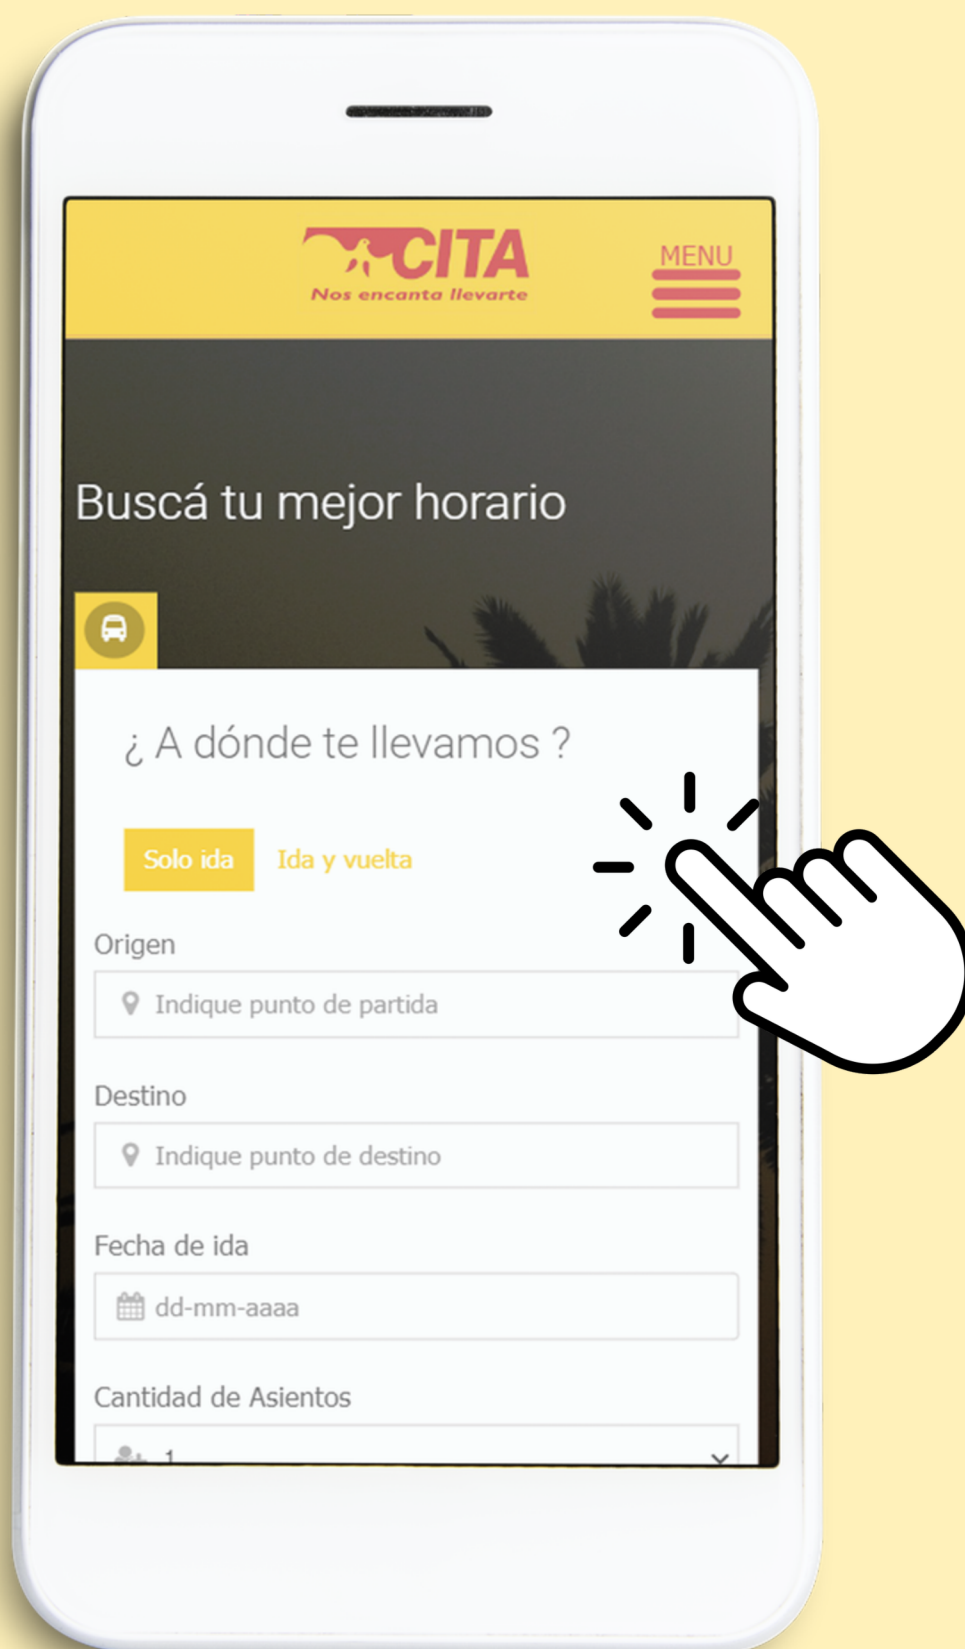 CITA
Nos encanta llevarte
MENU
Buscá tu mejor horario
¿ A dónde te llevamos ?
Solo ida Ida y vuelta
Origen
Indique punto de partida
Destino
Indique punto de destino
Fecha de ida
dd-mm-aaaa
Cantidad de Asientos
1